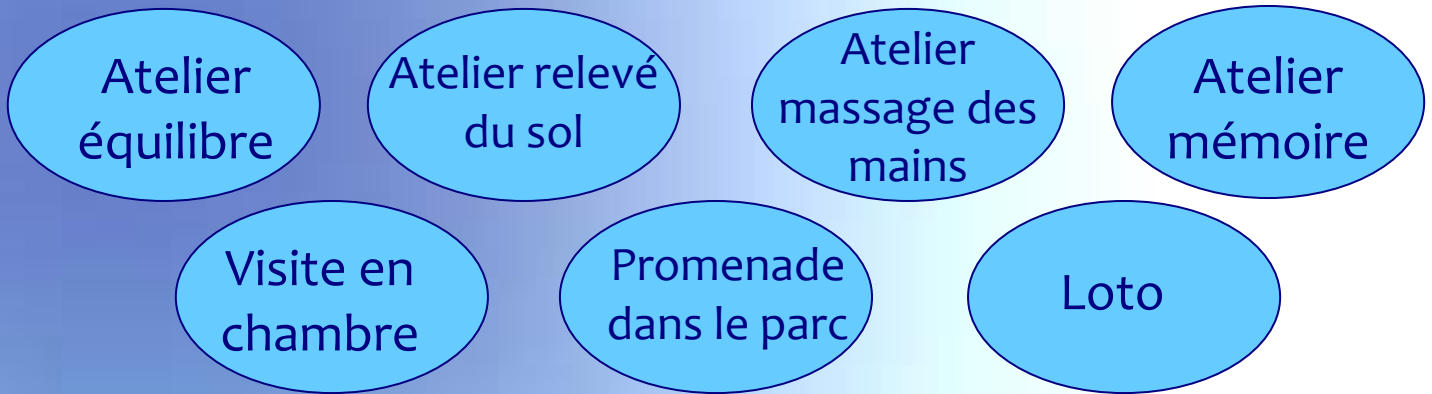 Atelier
équilibre
Atelier relevé
du sol
Atelier
massage des
mains
Atelier
mémoire
Visite en
chambre
Promenade
dans le parc
Loto